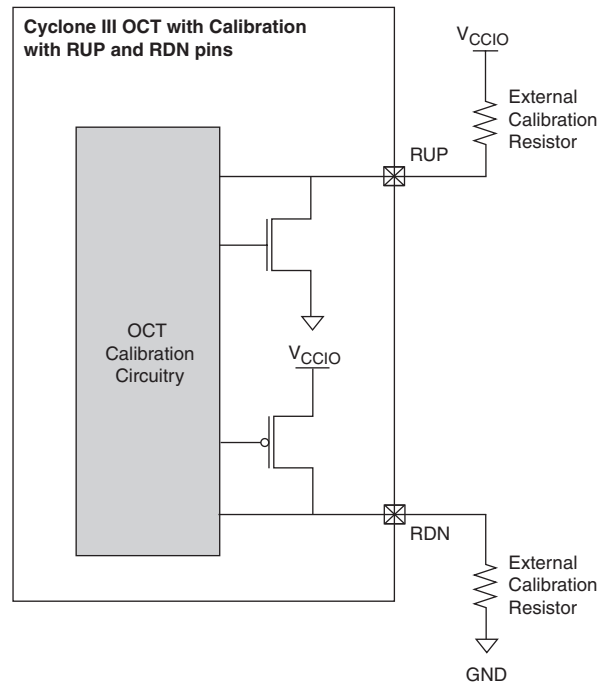 Cyclone III OCT with Calibration
with RUP and RDN pins
VCCIO
External
Calibration
Resistor
RUP
OCT
Calibration
Circuitry
VCCIO
RDN
External
Calibration
Resistor
GND